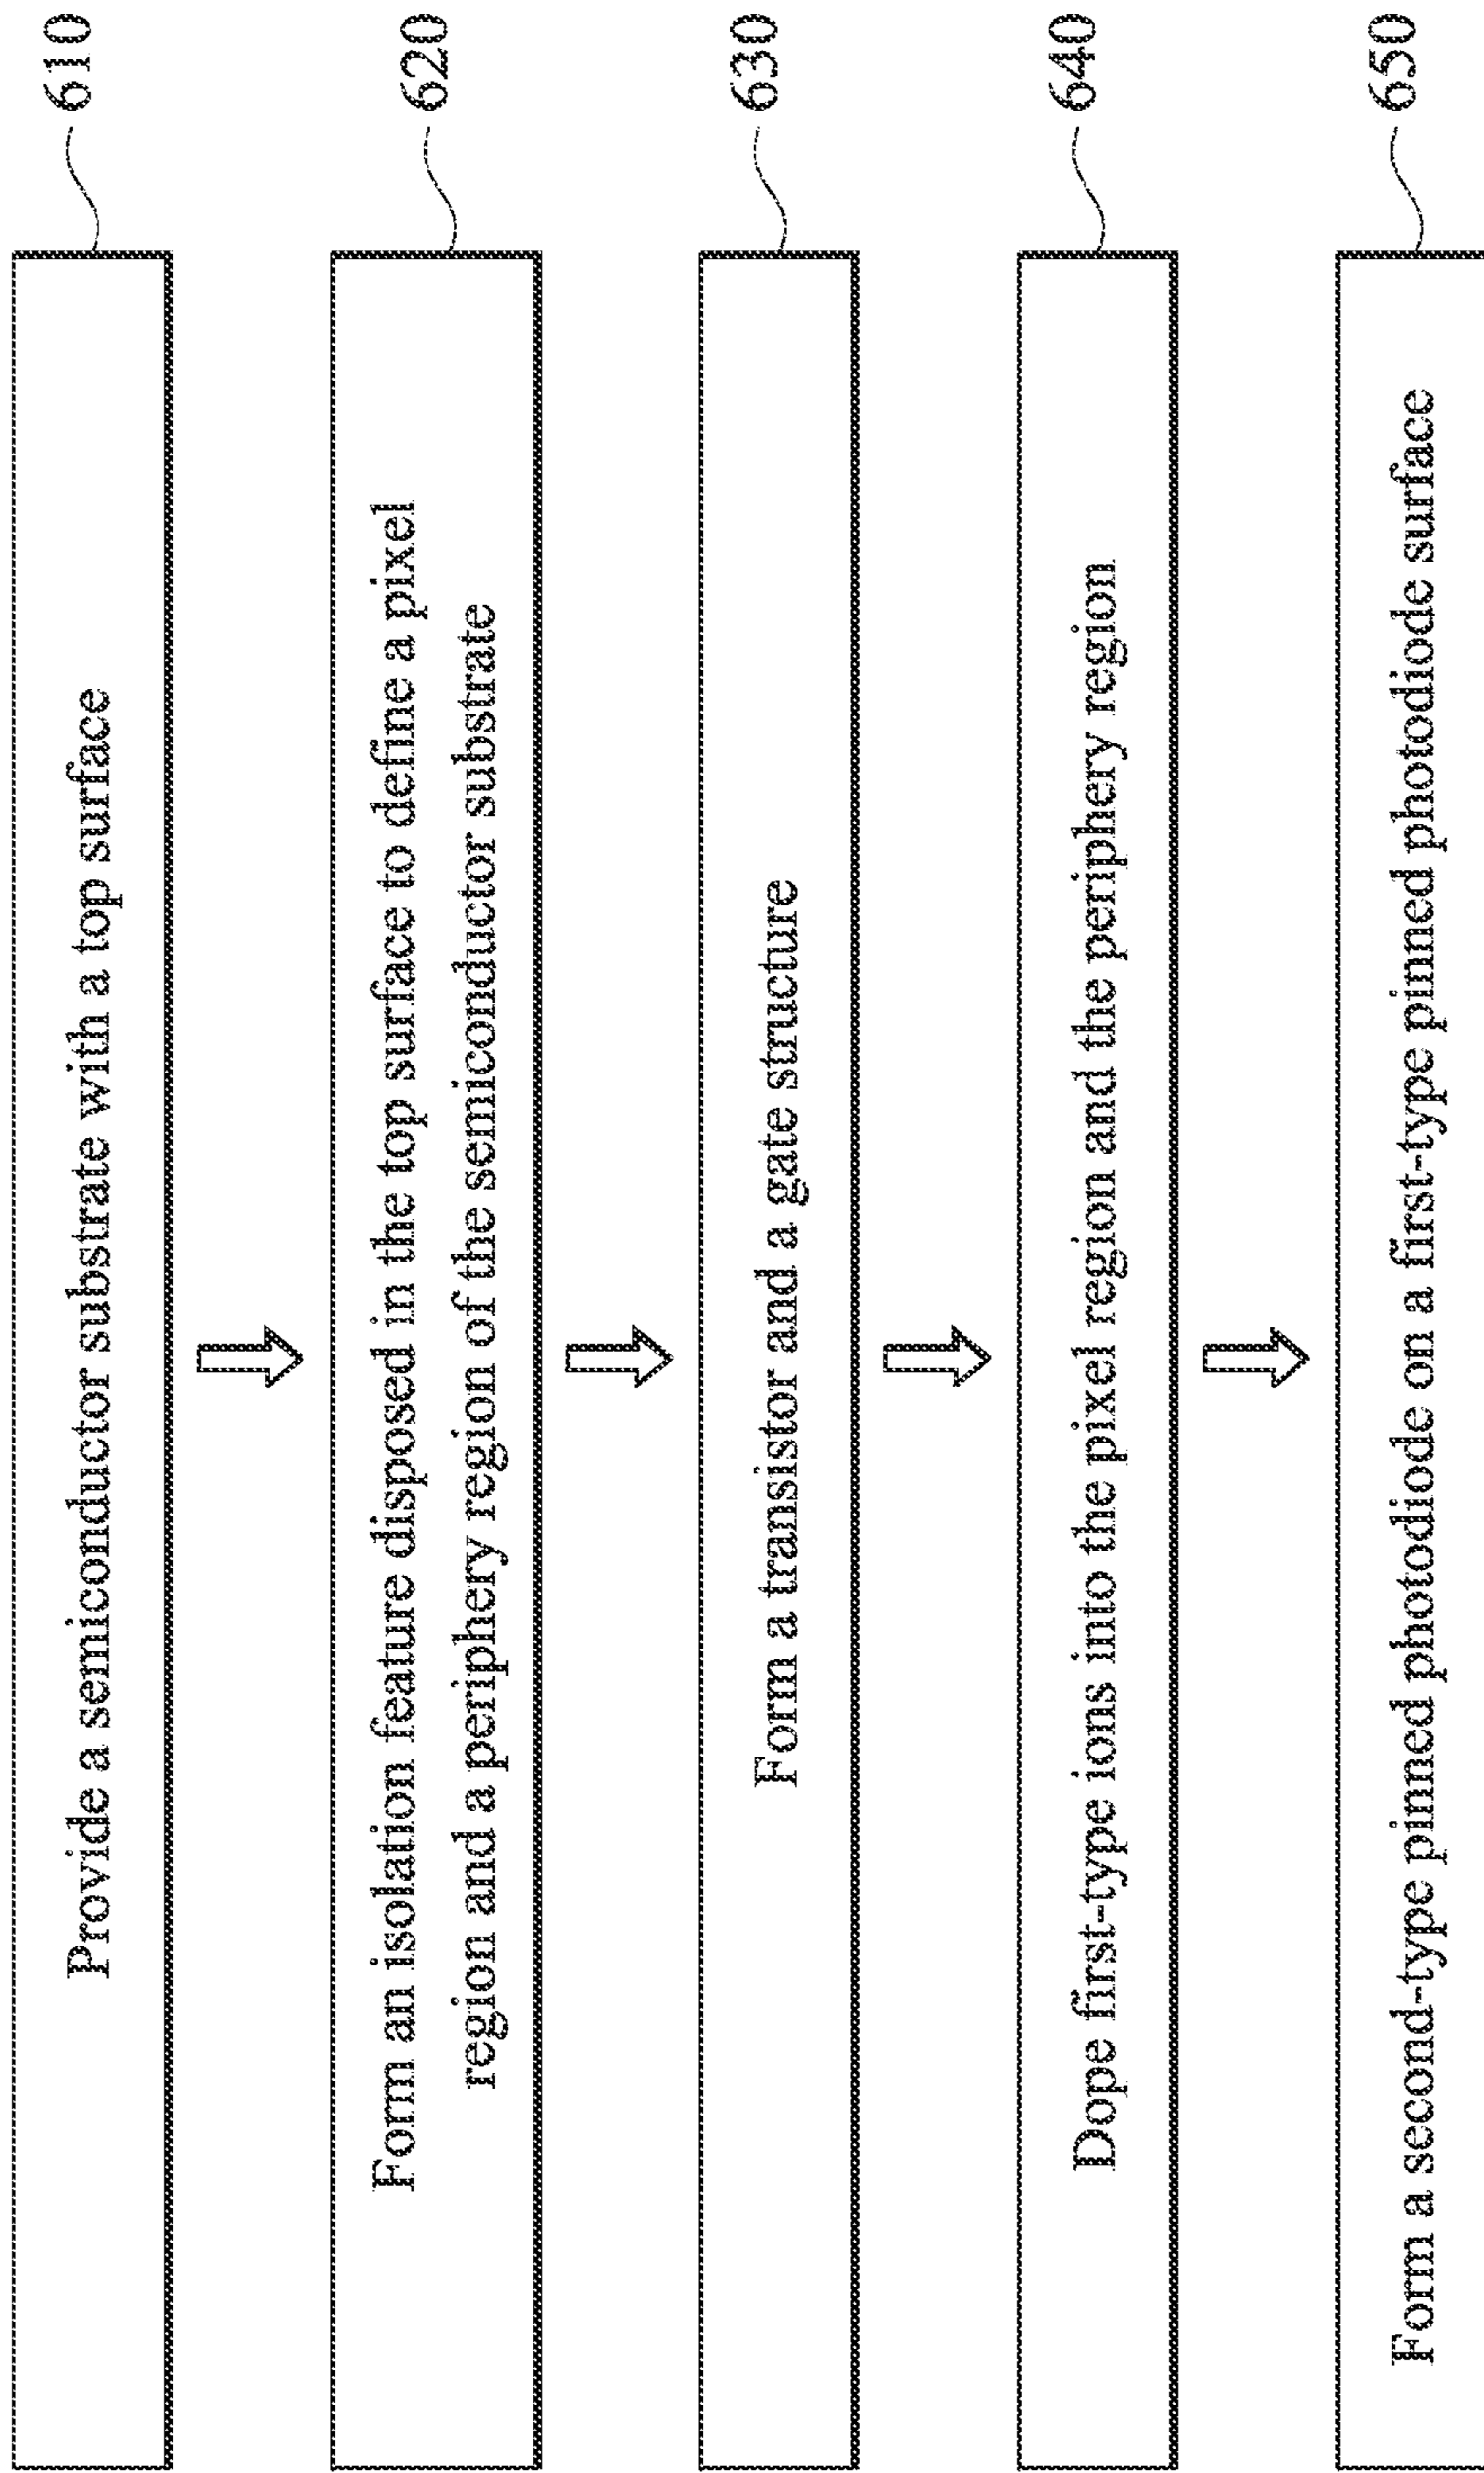 Provide a semiconductor substrate with a top surface
610
Form an isolation feature disposed in the top surface to define a pixel
region and a periphery region of the semiconductor substrate
620
Form a transistor and a gate structure
630
Dope first-type ions into the pixel region and the periphery region
640
Form a second-type pinned photodiode on a first-type pinned photodiode surface
650